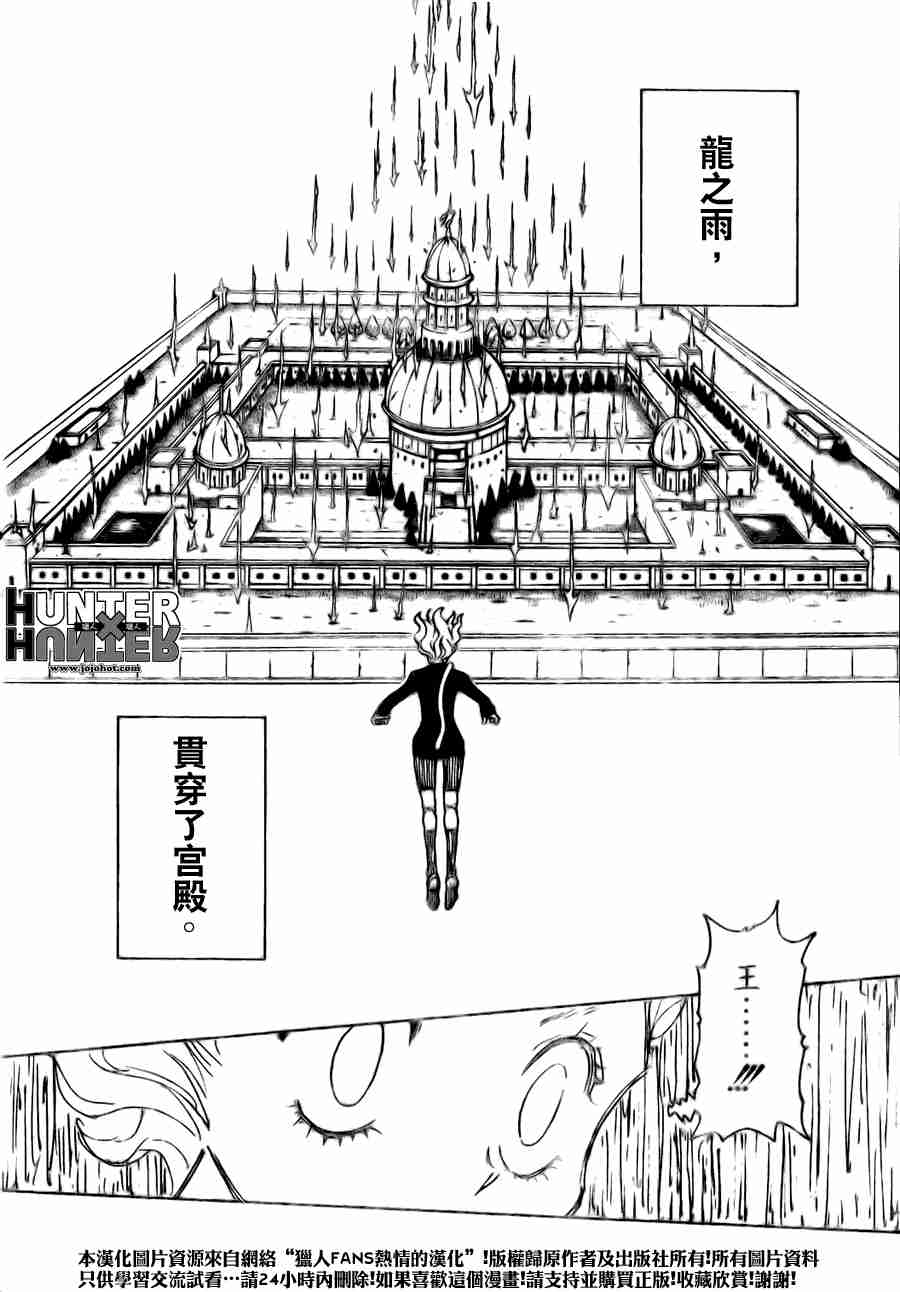 龍之雨，
HUNTER
×
HUNTER
獵人 獵人
www.jojohot.com
貫穿了宮殿。
王……!!!
本漢化圖片資源來自網絡“獵人FANS熱情的漢化”!版權歸原作者及出版社所有!所有圖片資料
只供學習交流試看…請24小時內刪除!如果喜歡這個漫畫!請支持並購買正版!收藏欣賞!謝謝!